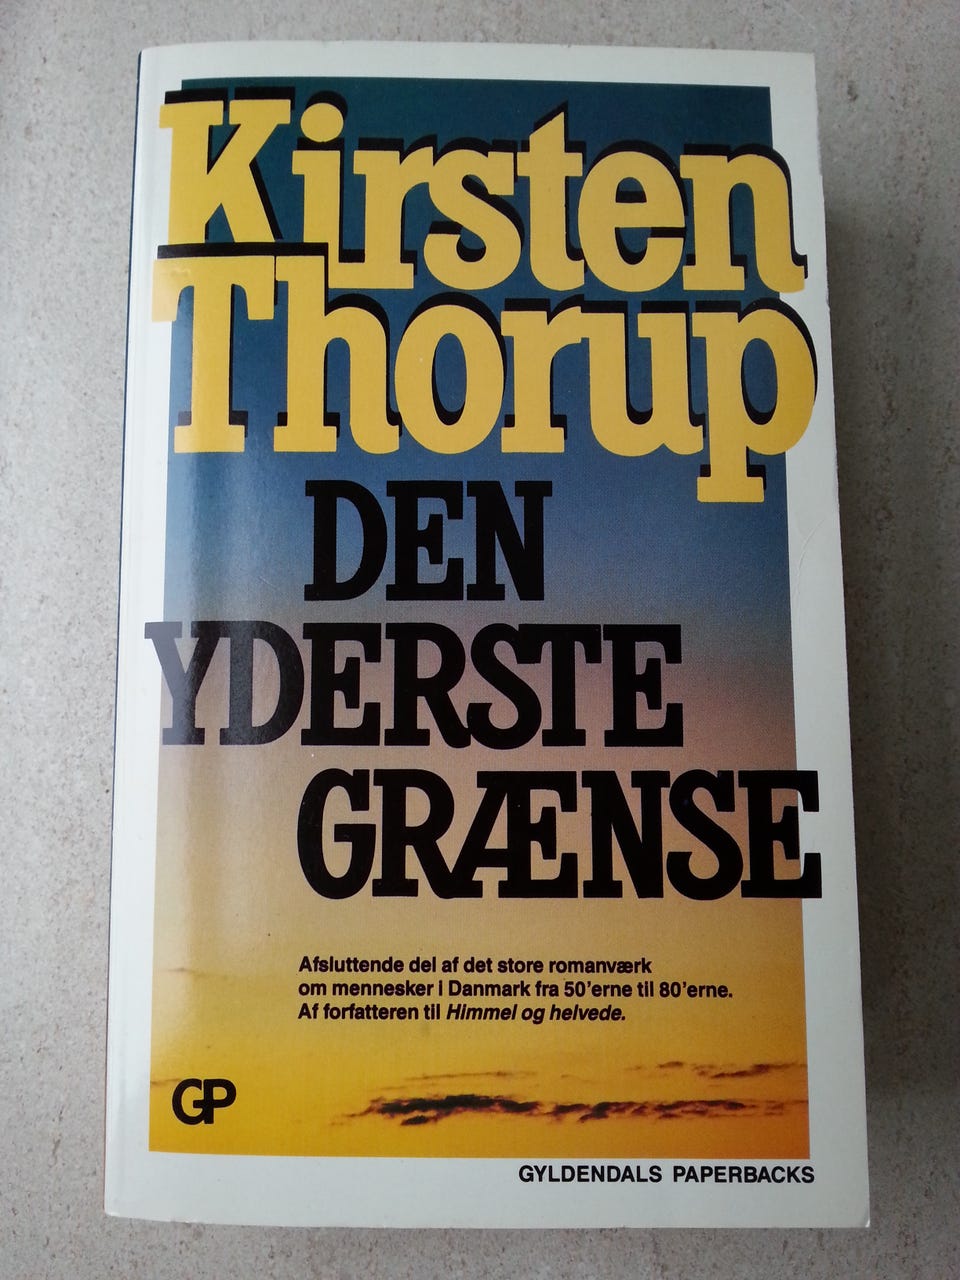 Kirsten
Thorup
DEN
YDERSTE
GRÆNSE
Afsluttende del af det store romanværk
om mennesker i Danmark fra 50'erne til 80'erne.
Af forfatteren til Himmel og helvede.
GP
GYLDENDALS PAPERBACKS